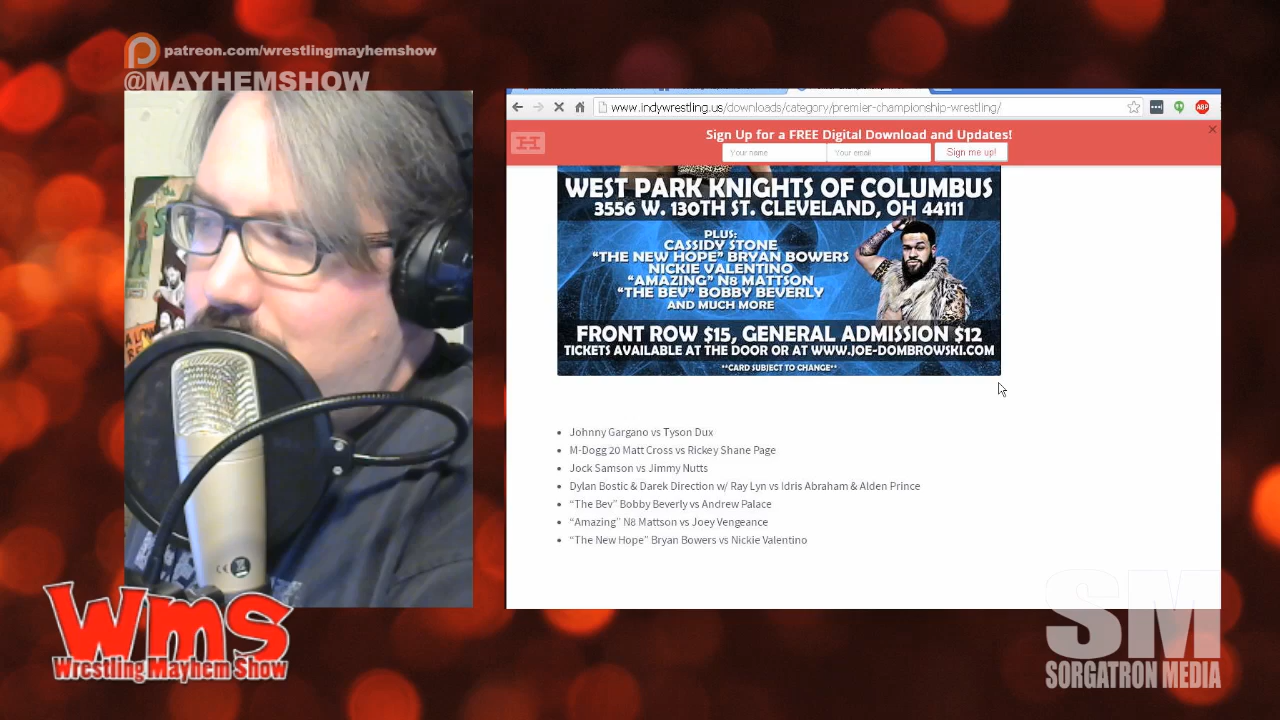 patreon.com/wrestlingmayhemshow
@MAYHEMSHOW
www.indywrestling.us/downloads/category/premier-championship-wrestling/
ABP
Sign Up for a FREE Digital Download and Updates!
Your name
Your email
Sign me up!
WEST PARK KNIGHTS OF COLUMBUS
3556 W. 130TH ST. CLEVELAND, OH 44111
PLUS:
CASSIDY STONE
"THE NEW HOPE" BRYAN BOWERS
NICKIE VALENTINO
"AMAZING" N8 MATTSON
"THE BEV" BOBBY BEVERLY
AND MUCH MORE
FRONT ROW $15, GENERAL ADMISSION $12
TICKETS AVAILABLE AT THE DOOR OR AT WWW.JOE-DOMBROWSKI.COM
**CARD SUBJECT TO CHANGE**
• Johnny Gargano vs Tyson Dux
• M-Dogg 20 Matt Cross vs Rickey Shane Page
• Jock Samson vs Jimmy Nutts
• Dylan Bostic & Darek Direction w/ Ray Lyn vs Idris Abraham & Alden Prince
• “The Bev” Bobby Beverly vs Andrew Palace
• “Amazing” N8 Mattson vs Joey Vengeance
• “The New Hope” Bryan Bowers vs Nickie Valentino
Wms
Wrestling Mayhem Show
SM
SORGATRON MEDIA